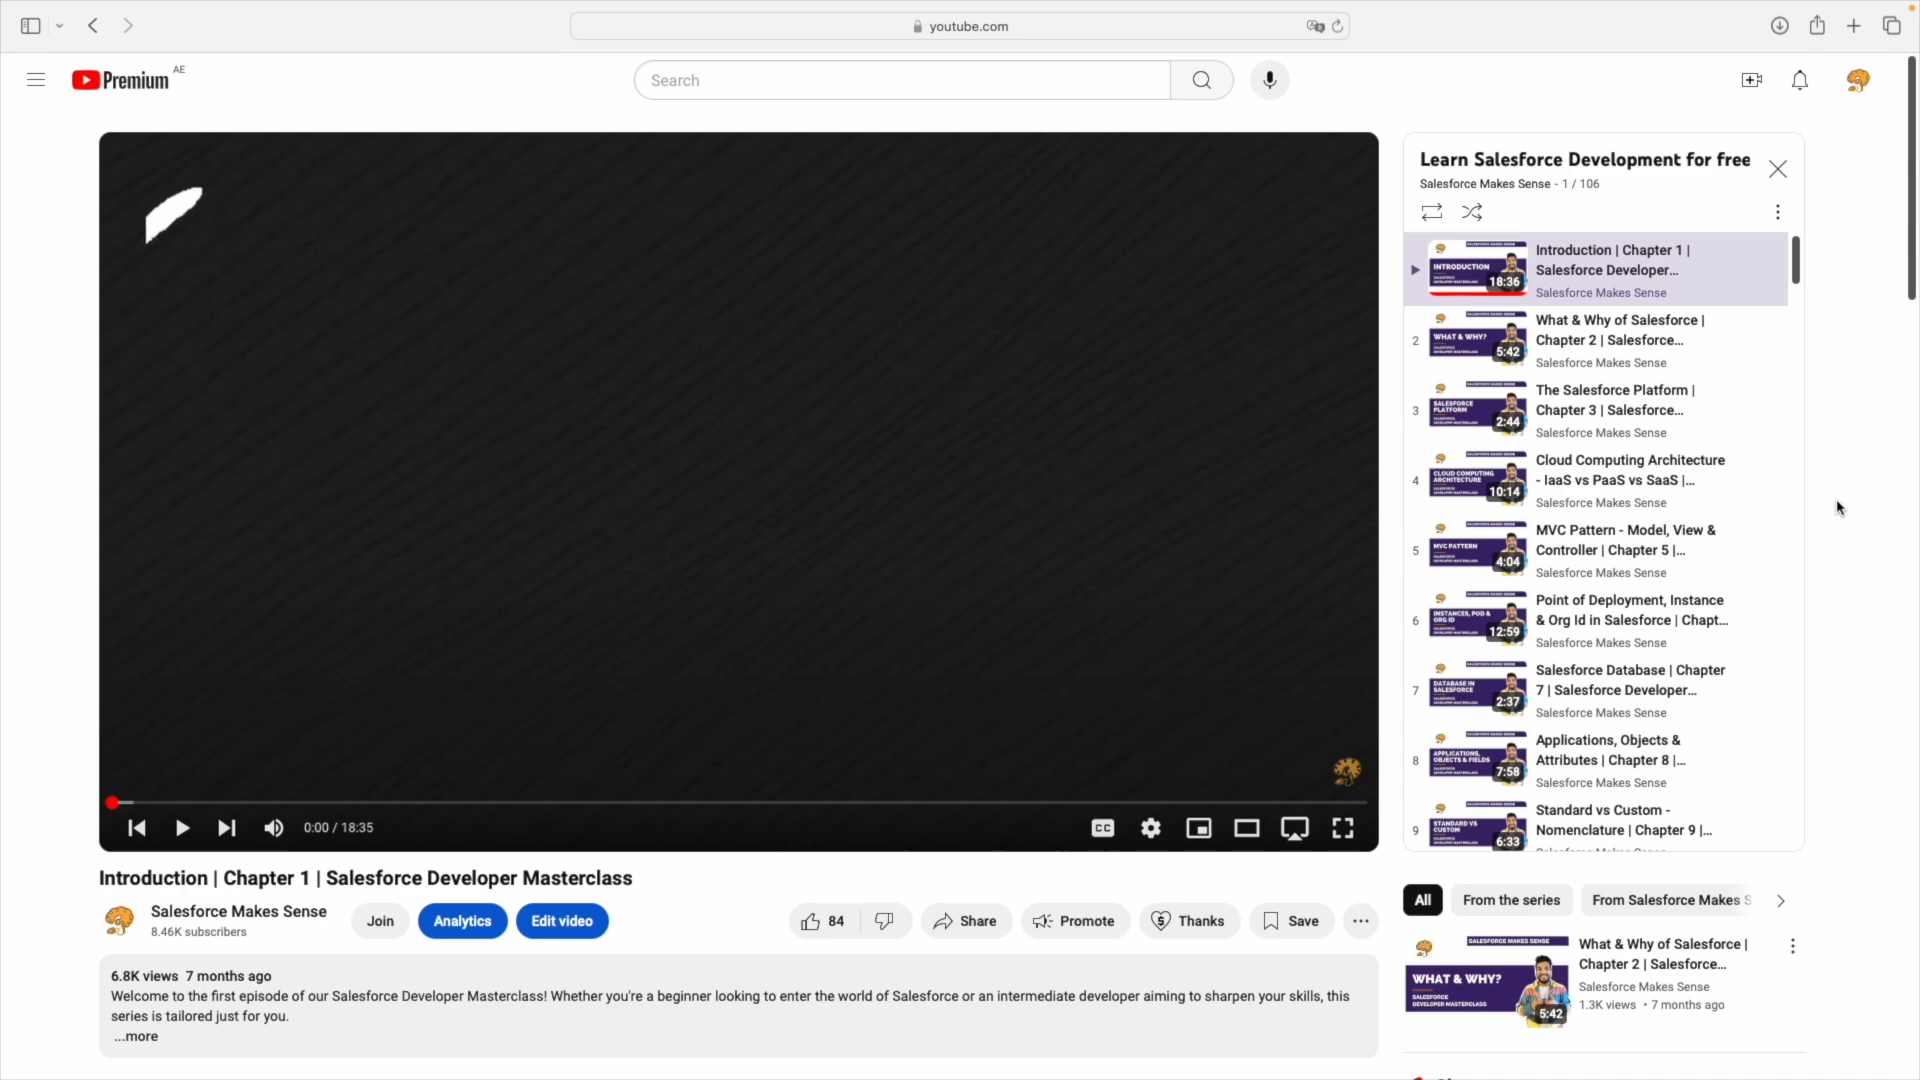 youtube.com
Premium AE
Search
Learn Salesforce Development for free
Salesforce Makes Sense - 1 / 106
INTRODUCTION
18:36
Introduction | Chapter 1 |
Salesforce Developer...
Salesforce Makes Sense
2
WHAT & WHY?
5:42
What & Why of Salesforce |
Chapter 2 | Salesforce...
Salesforce Makes Sense
3
SALESFORCE
PLATFORM
2:44
The Salesforce Platform |
Chapter 3 | Salesforce...
Salesforce Makes Sense
4
CLOUD COMPUTING
ARCHITECTURE
10:14
Cloud Computing Architecture
- IaaS vs PaaS vs SaaS |...
Salesforce Makes Sense
5
MVC PATTERN
4:04
MVC Pattern - Model, View &
Controller | Chapter 5 |...
Salesforce Makes Sense
6
INSTANCES, POD &
ORG ID
12:59
Point of Deployment, Instance
& Org Id in Salesforce | Chapt...
Salesforce Makes Sense
7
DATABASE IN
SALESFORCE
2:37
Salesforce Database | Chapter
7 | Salesforce Developer...
Salesforce Makes Sense
8
APPLICATIONS,
OBJECTS & FIELDS
7:58
Applications, Objects &
Attributes | Chapter 8 |...
Salesforce Makes Sense
9
STANDARD VS
CUSTOM
6:33
Standard vs Custom -
Nomenclature | Chapter 9 |...
0:00 / 18:35
CC
Introduction | Chapter 1 | Salesforce Developer Masterclass
Salesforce Makes Sense
8.46K subscribers
Join
Analytics
Edit video
84
Share
Promote
Thanks
Save
6.8K views 7 months ago
Welcome to the first episode of our Salesforce Developer Masterclass! Whether you're a beginner looking to enter the world of Salesforce or an intermediate developer aiming to sharpen your skills, this
series is tailored just for you.
...more
All
From the series
From Salesforce Makes S
SALESFORCE MAKES SENSE
WHAT & WHY?
SALESFORCE
DEVELOPER MASTERCLASS
5:42
What & Why of Salesforce |
Chapter 2 | Salesforce...
Salesforce Makes Sense
1.3K views • 7 months ago